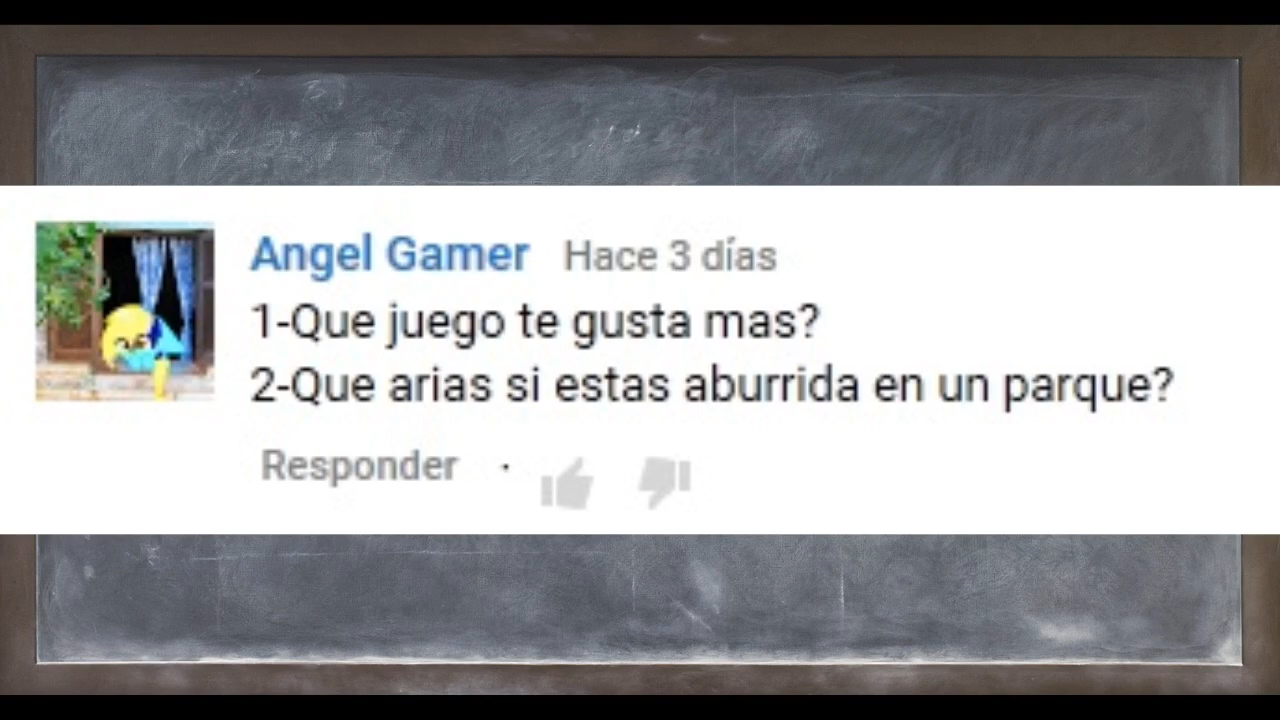 Angel Gamer Hace 3 días
1-Que juego te gusta mas?
2-Que arias si estas aburrida en un parque?
Responder ·